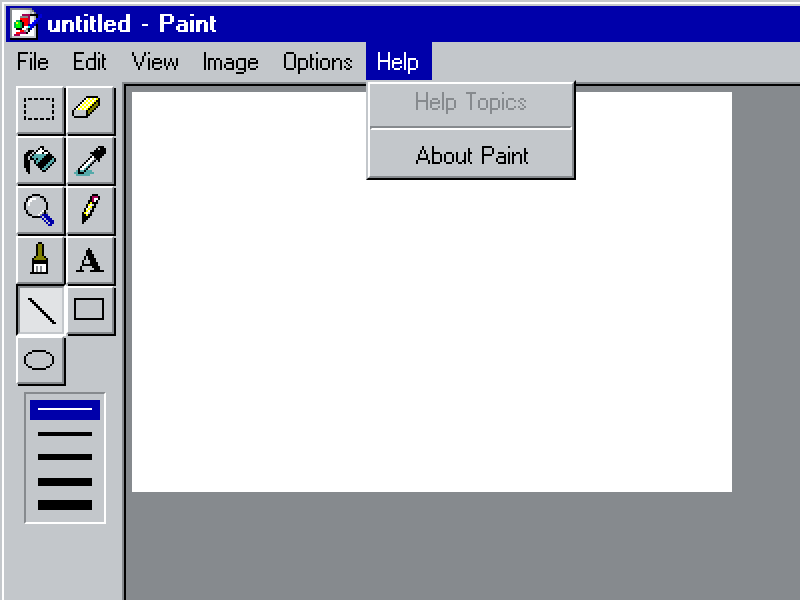 untitled - Paint
File Edit View Image Options Help
Help Topics
About Paint
A